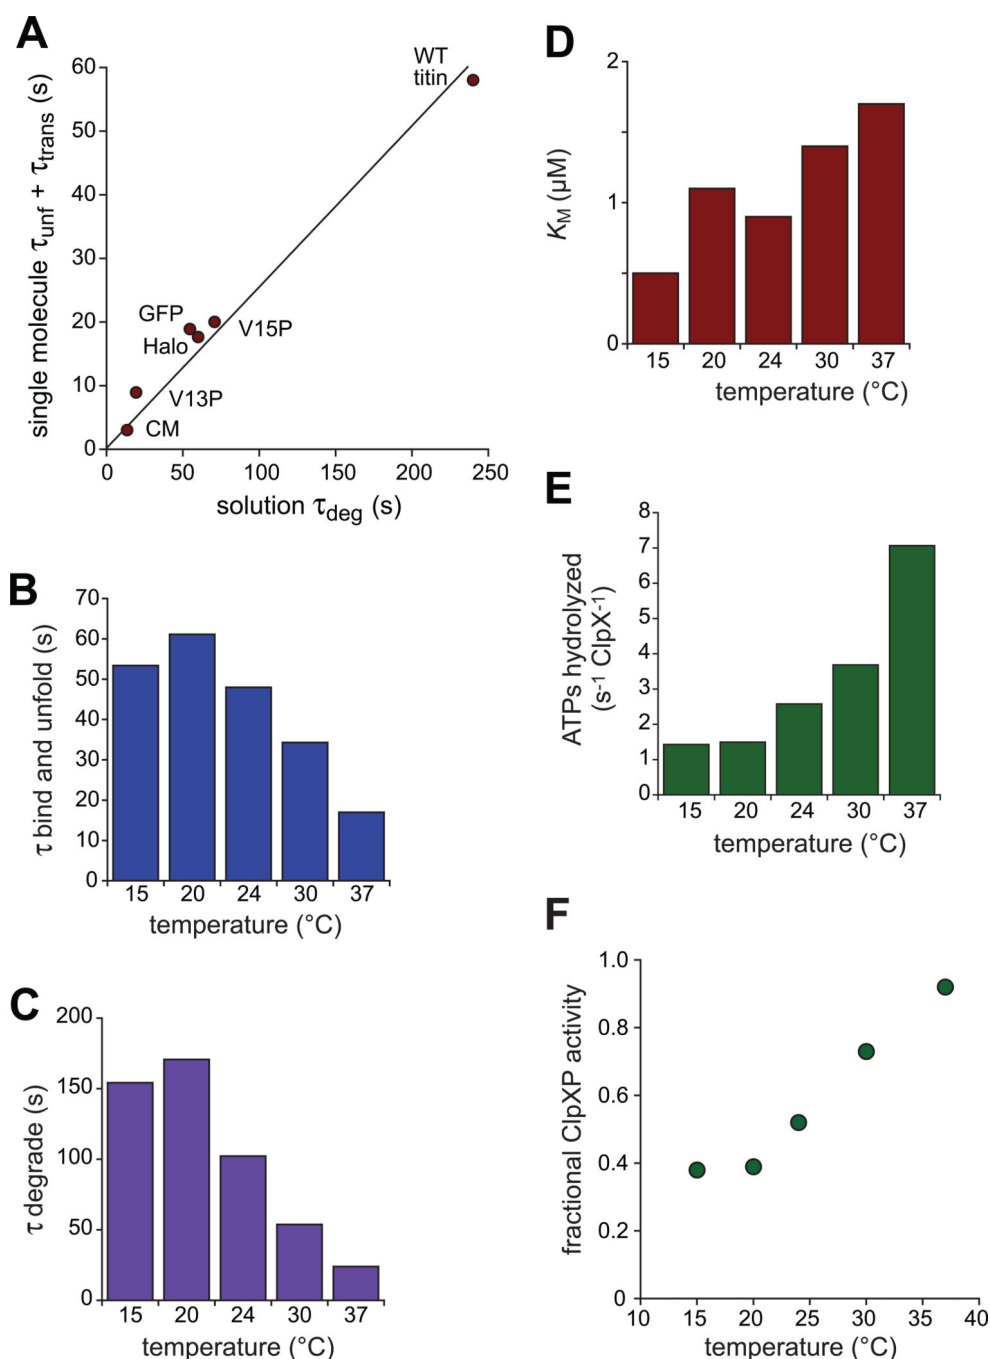 A
single molecule τunf + τtrans (s)
60
50
40
30
20
10
0
WT
titin
GFP
Halo
V15P
V13P
CM
0 50 100 150 200 250
solution τdeg (s)
B
τ bind and unfold (s)
70
60
50
40
30
20
10
0
15 20 24 30 37
temperature (°C)
C
τ degrade (s)
200
150
100
50
0
15 20 24 30 37
temperature (°C)
D
KM (µM)
2
1
0
15 20 24 30 37
temperature (°C)
E
ATPs hydrolyzed
(s-1 ClpX-1)
8
7
6
5
4
3
2
1
0
15 20 24 30 37
temperature (°C)
F
fractional ClpXP activity
1.0
0.8
0.6
0.4
0.2
0
10 15 20 25 30 35 40
temperature (°C)